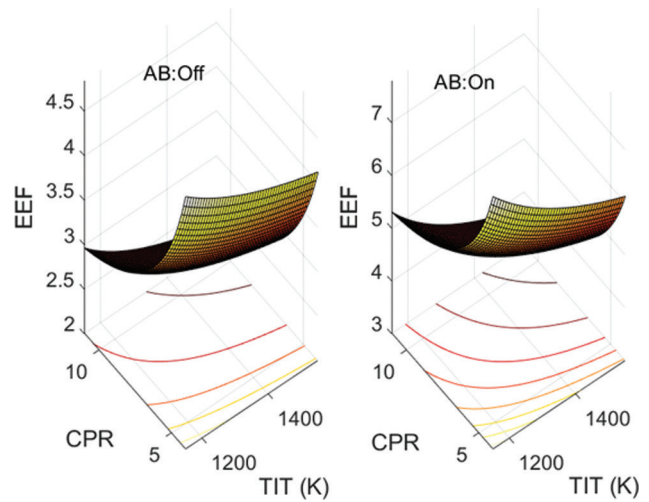 AB:Off
EEF
4.5
4
3.5
3
2.5
2
10
5
CPR
1200
1400
TIT (K)
AB:On
EEF
7
6
5
4
3
10
5
CPR
1200
1400
TIT (K)